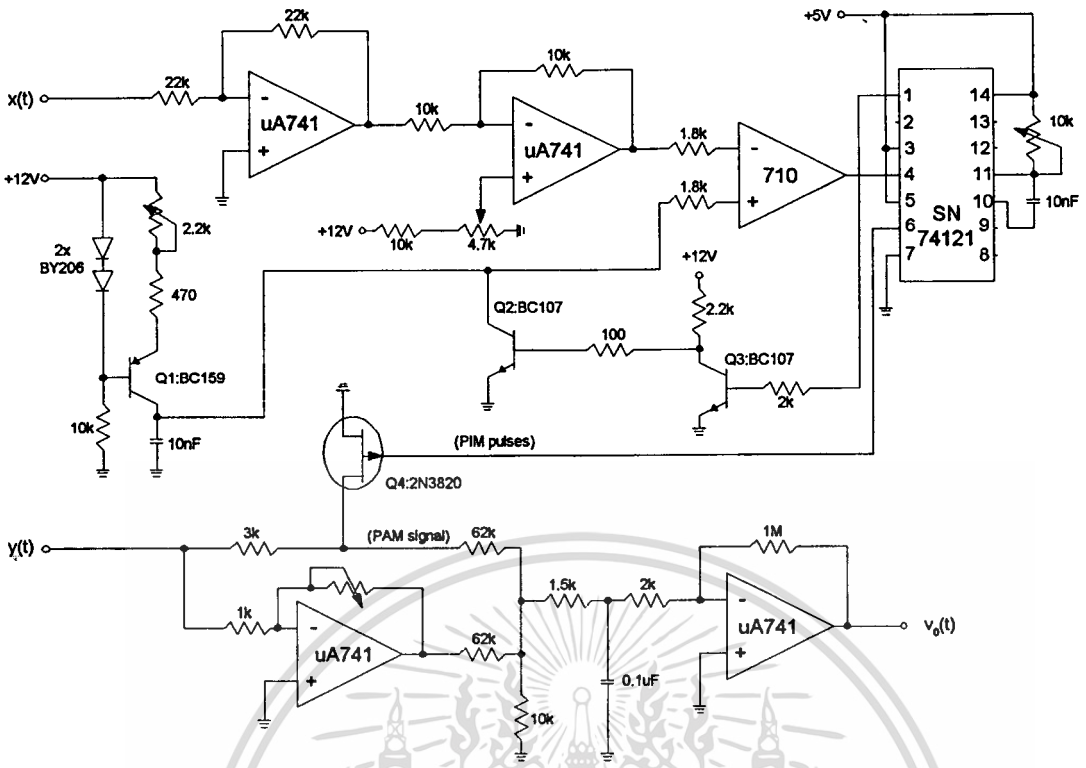 +5V
22k
x(t)
22k
-
uA741
+
10k
10k
-
uA741
+
+12V
10k
4.7k
1.8k
1.8k
-
710
+
1
2
3
4
5
6
7
14
13
12
11
10
9
8
SN
74121
10k
10nF
+12V
2.2k
2x
BY206
470
Q1:BC159
10k
10nF
Q2:BC107
100
+12V
2.2k
Q3:BC107
2k
(PIM pulses)
Q4:2N3820
y(t)
3k
(PAM signal)
62k
1k
-
uA741
+
62k
10k
1.5k
2k
0.1uF
1M
-
uA741
+
v₀(t)